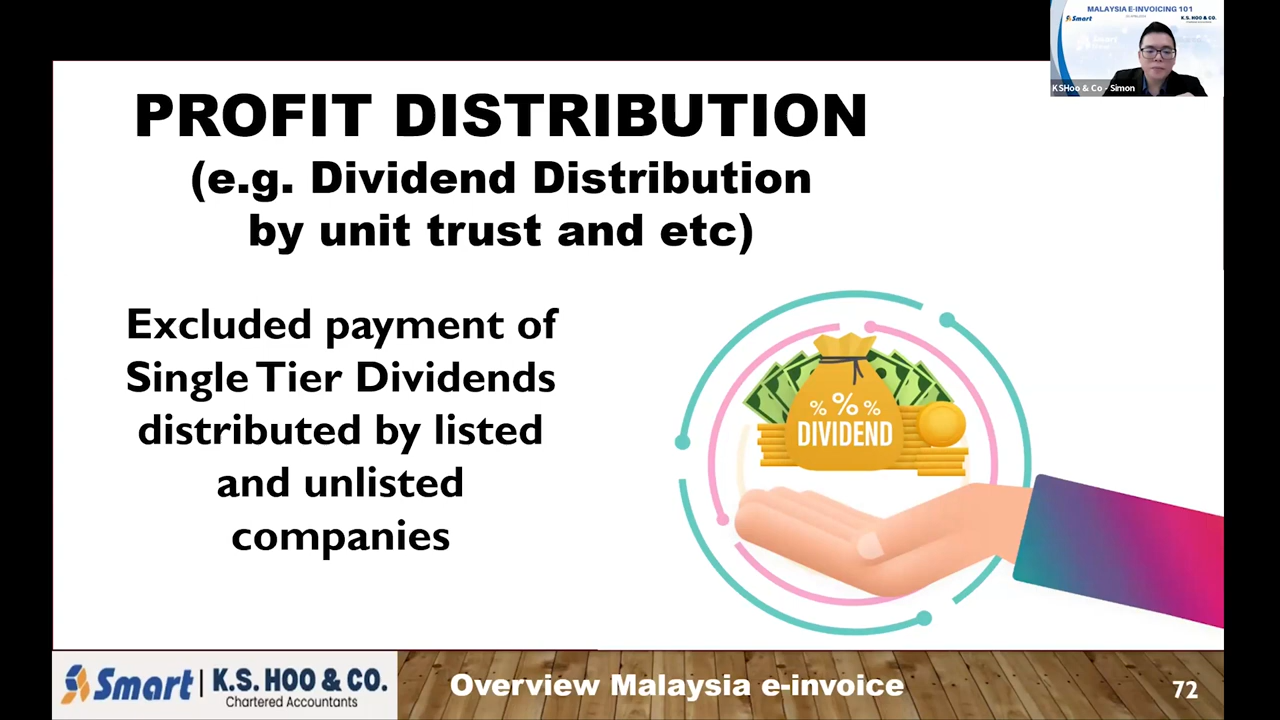 MALAYSIA E-INVOICING 101
Smart
K.S. HOO & CO.
KSHoo & Co - Simon
PROFIT DISTRIBUTION
(e.g. Dividend Distribution
by unit trust and etc)
Excluded payment of
Single Tier Dividends
distributed by listed
and unlisted
companies
% % %
DIVIDEND
Smart | K.S. HOO & CO.
Chartered Accountants
Overview Malaysia e-invoice
72